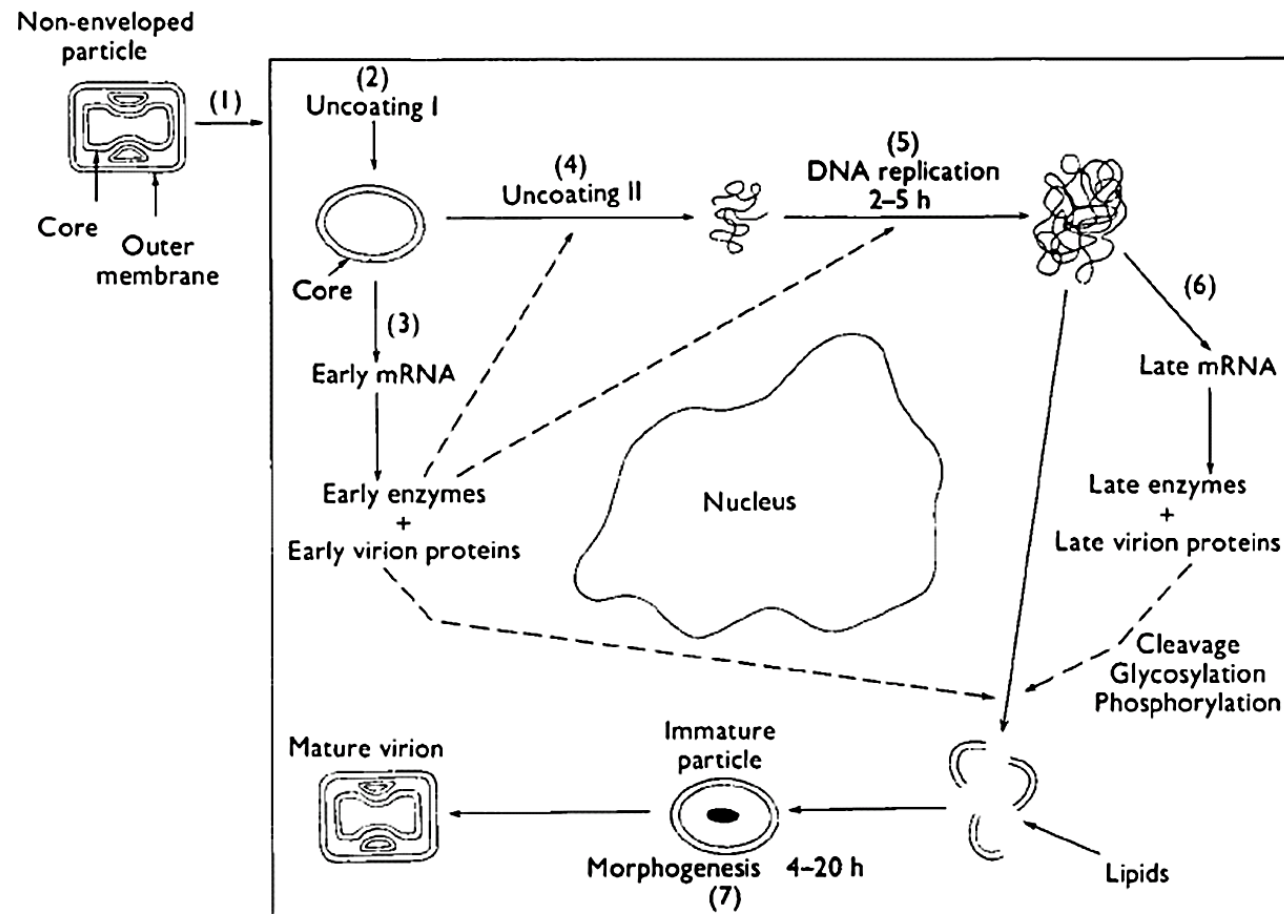 Non-enveloped
particle
(1)
Core
Outer
membrane
(2)
Uncoating I
(4)
Uncoating II
(5)
DNA replication
2–5 h
Core
(3)
Early mRNA
(6)
Late mRNA
Early enzymes
+
Early virion proteins
Nucleus
Late enzymes
+
Late virion proteins
Cleavage
Glycosylation
Phosphorylation
Mature virion
Immature
particle
Morphogenesis 4–20 h
(7)
Lipids